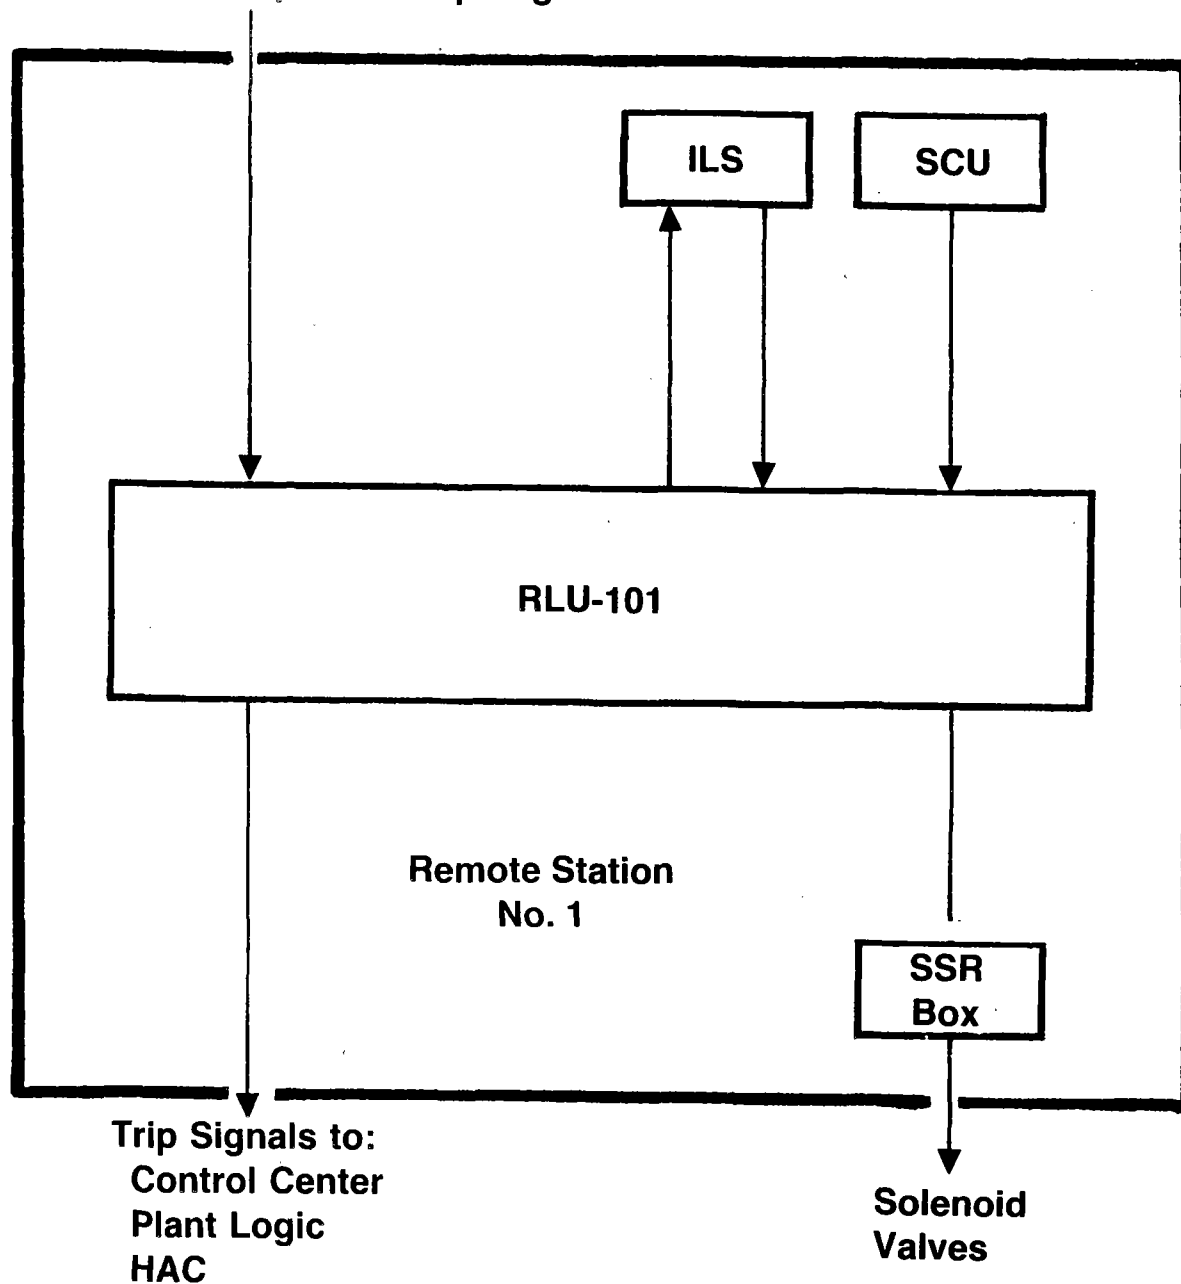 ILS
SCU
RLU-101
Remote Station
No. 1
SSR
Box
Trip Signals to:
Control Center
Plant Logic
HAC
Solenoid
Valves